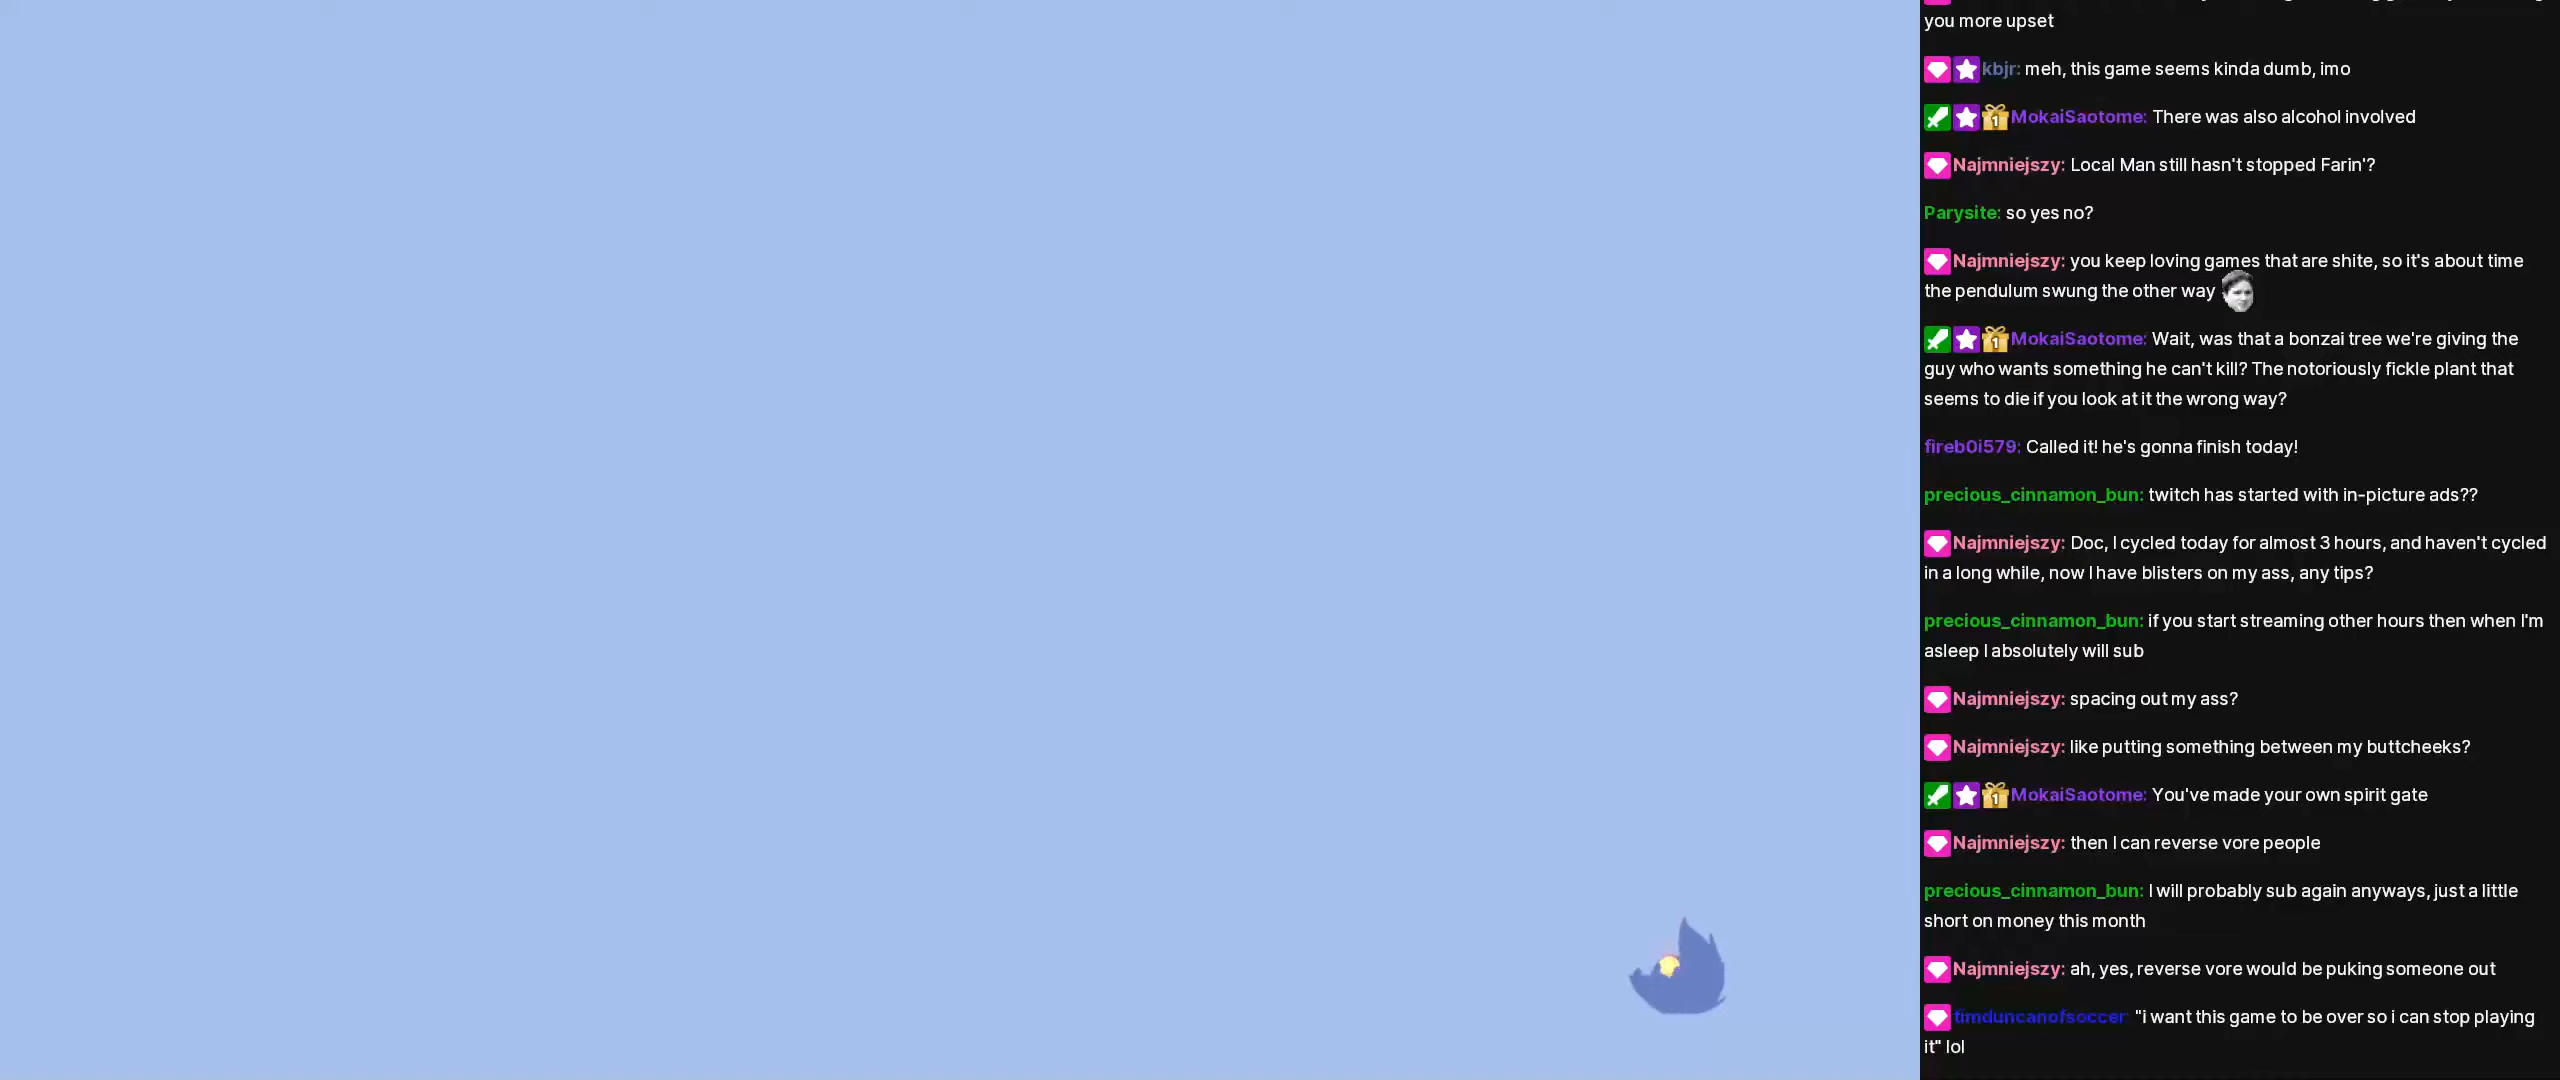 you more upset
kbjr: meh, this game seems kinda dumb, imo
1 MokaiSaotome: There was also alcohol involved
Najmniejszy: Local Man still hasn't stopped Farin'?
Parysite: so yes no?
Najmniejszy: you keep loving games that are shite, so it's about time
the pendulum swung the other way
1 MokaiSaotome: Wait, was that a bonzai tree we're giving the
guy who wants something he can't kill? The notoriously fickle plant that
seems to die if you look at it the wrong way?
fireb0i579: Called it! he's gonna finish today!
precious_cinnamon_bun: twitch has started with in-picture ads??
Najmniejszy: Doc, I cycled today for almost 3 hours, and haven't cycled
in a long while, now I have blisters on my ass, any tips?
precious_cinnamon_bun: if you start streaming other hours then when I'm
asleep I absolutely will sub
Najmniejszy: spacing out my ass?
Najmniejszy: like putting something between my buttcheeks?
1 MokaiSaotome: You've made your own spirit gate
Najmniejszy: then I can reverse vore people
precious_cinnamon_bun: I will probably sub again anyways, just a little
short on money this month
Najmniejszy: ah, yes, reverse vore would be puking someone out
timduncanofsoccer: "i want this game to be over so i can stop playing
it" lol